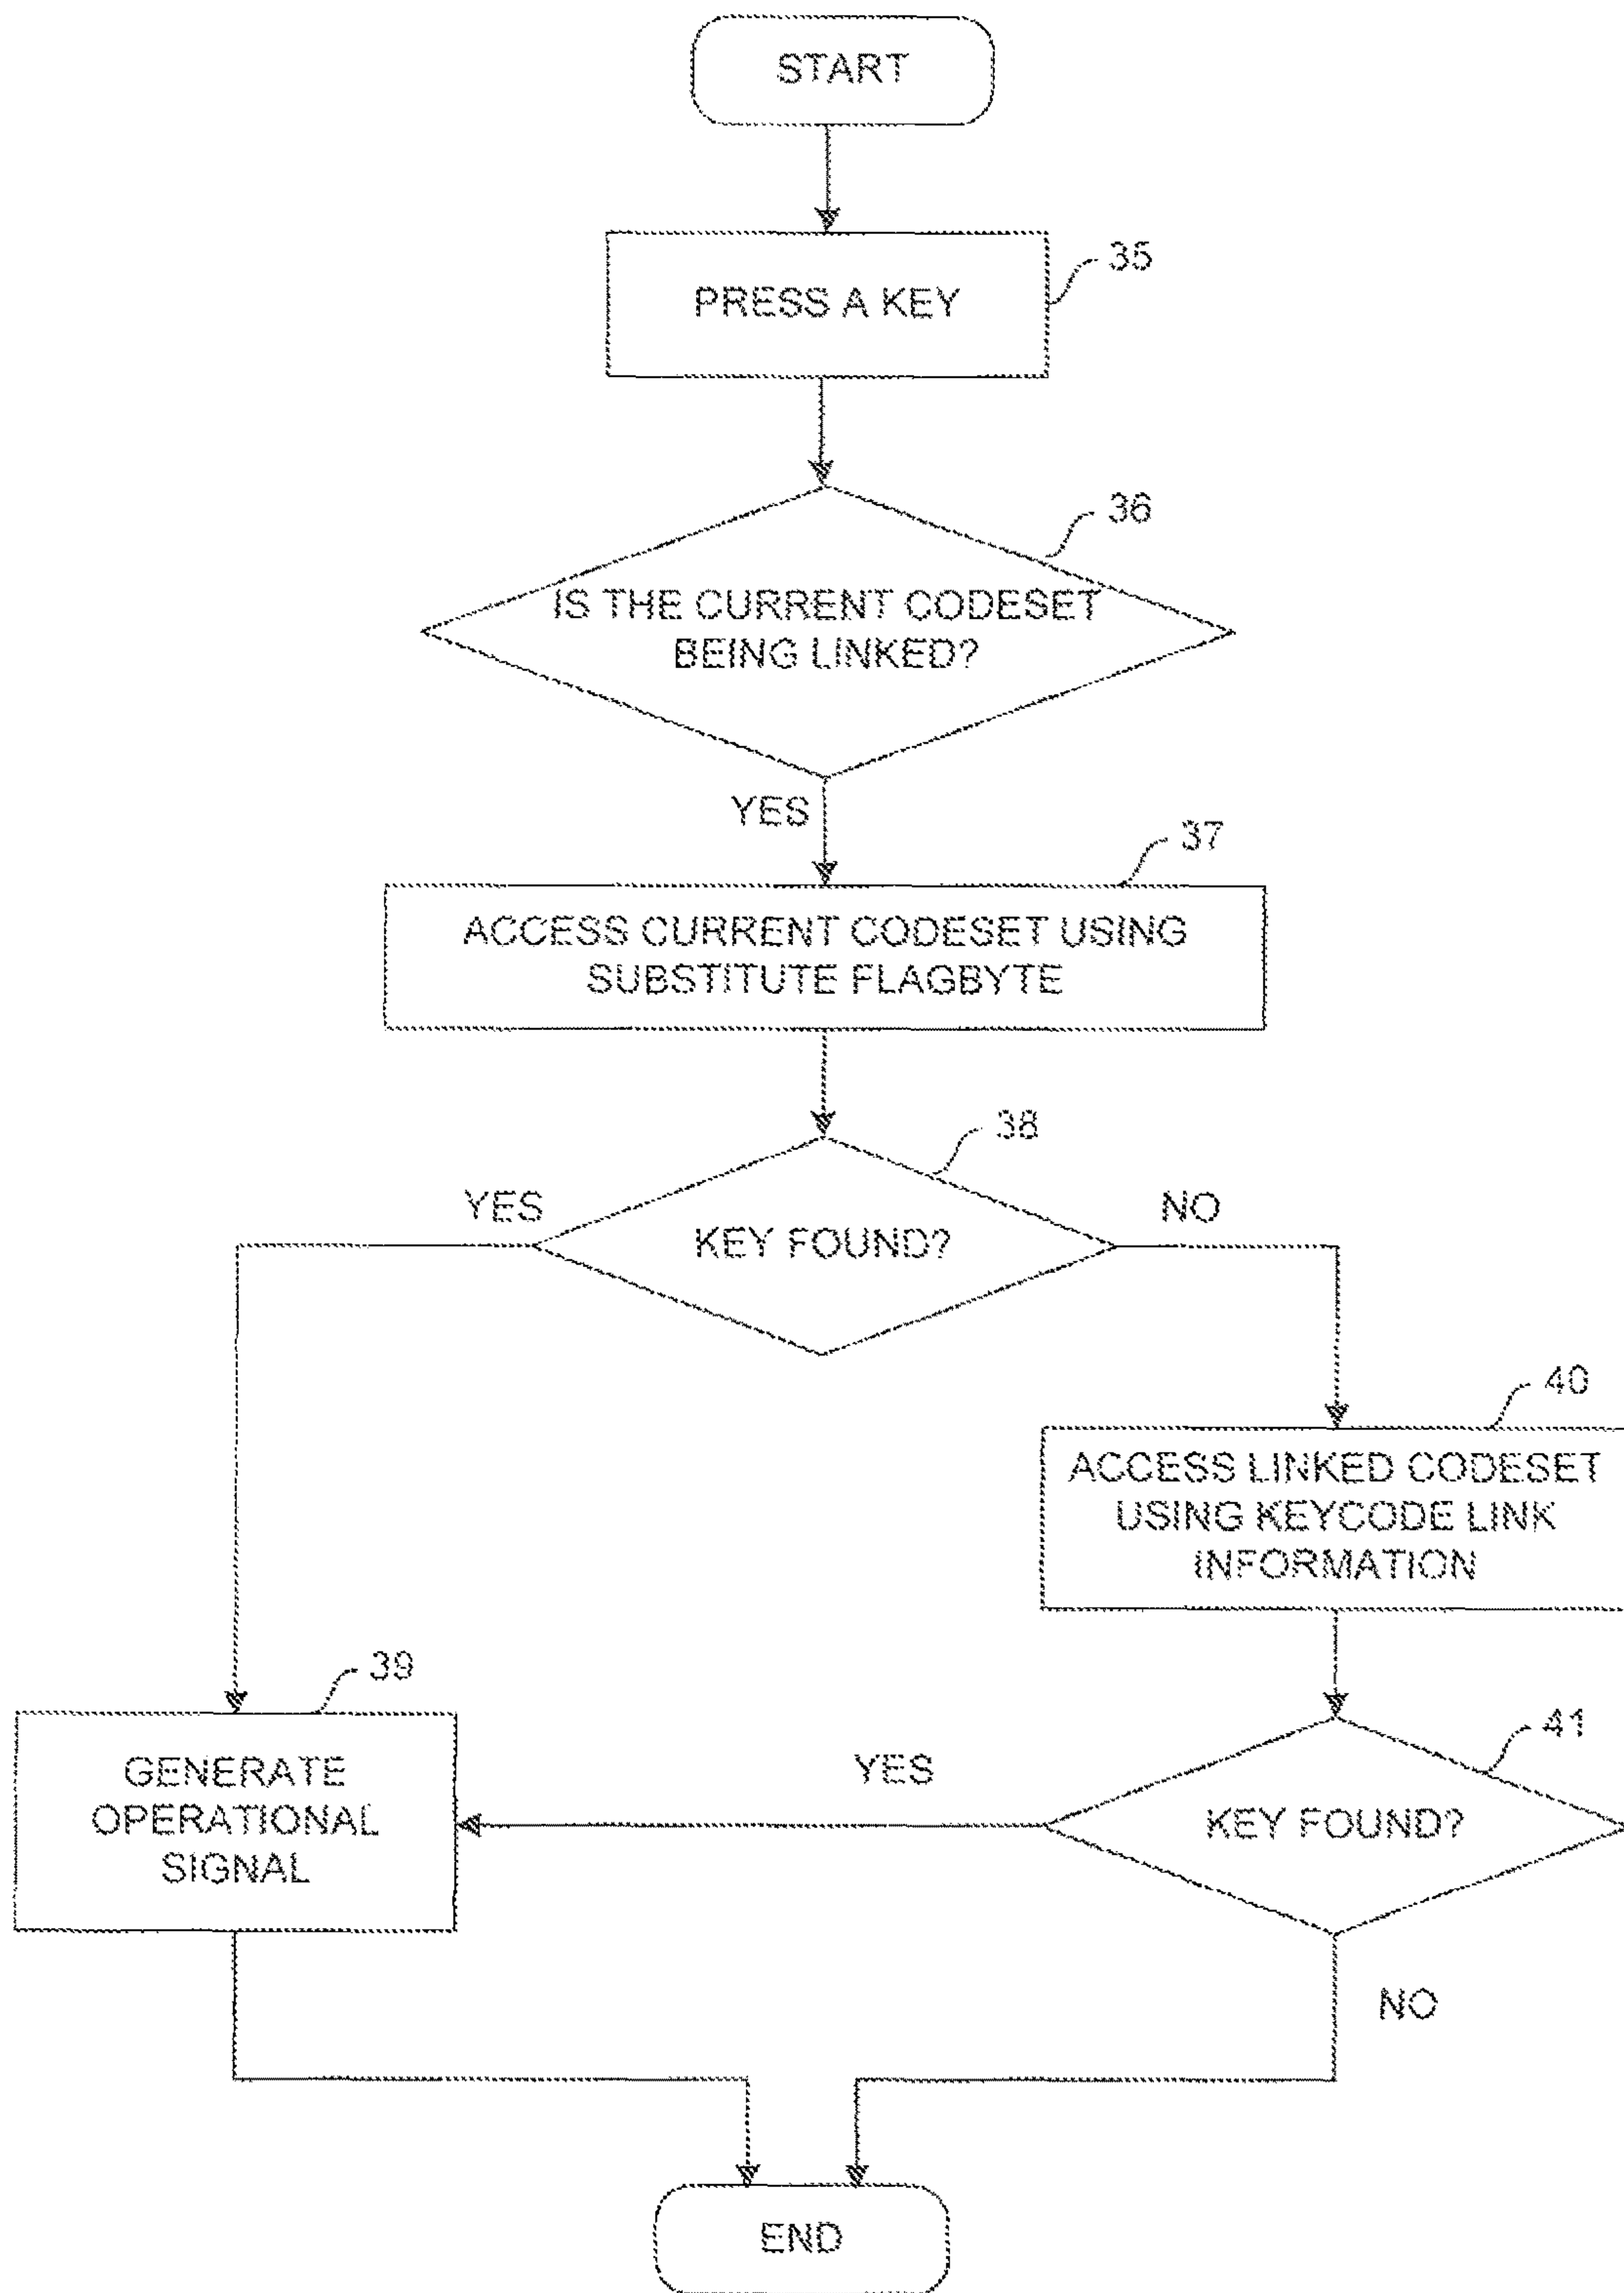 START
PRESS A KEY
35
36
IS THE CURRENT CODESET
BEING LINKED?
YES
37
ACCESS CURRENT CODESET USING
SUBSTITUTE FLAGBYTE
38
YES
NO
KEY FOUND?
40
ACCESS LINKED CODESET
USING KEYCODE LINK
INFORMATION
39
GENERATE
OPERATIONAL
SIGNAL
41
YES
KEY FOUND?
NO
END